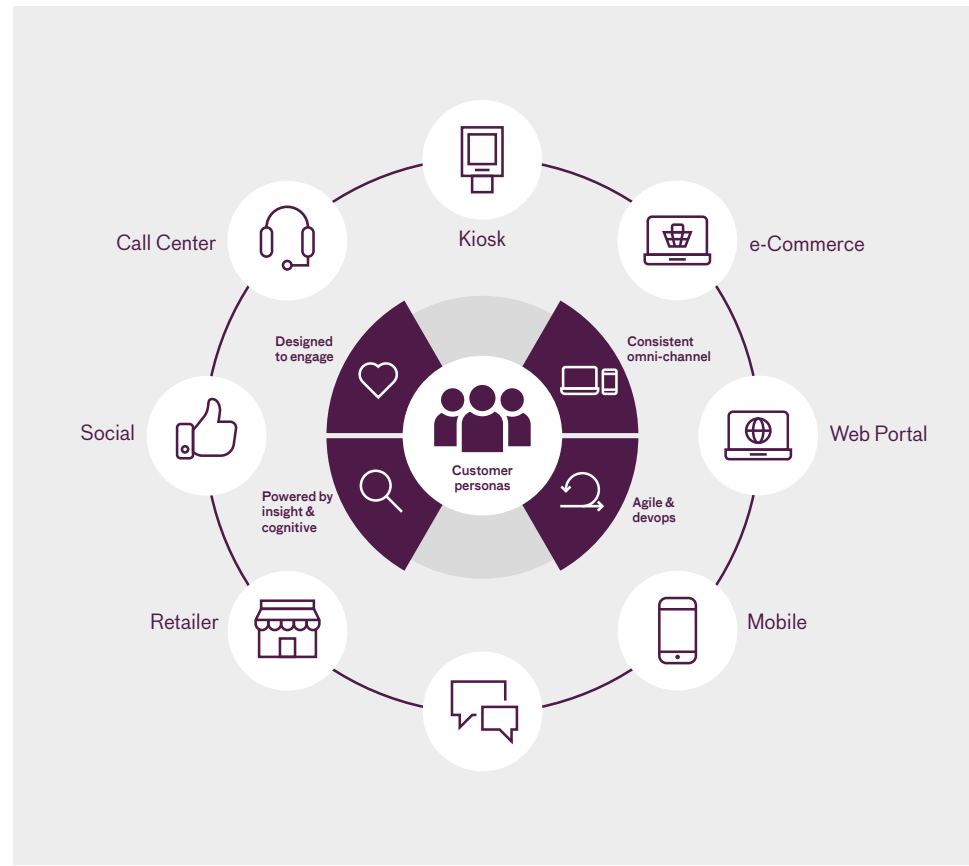 Kiosk
Call Center
e-Commerce
Designed
to engage
Consistent
omni-channel
Social
Web Portal
Customer
personas
Powered by
insight &
cognitive
Agile &
devops
Retailer
Mobile